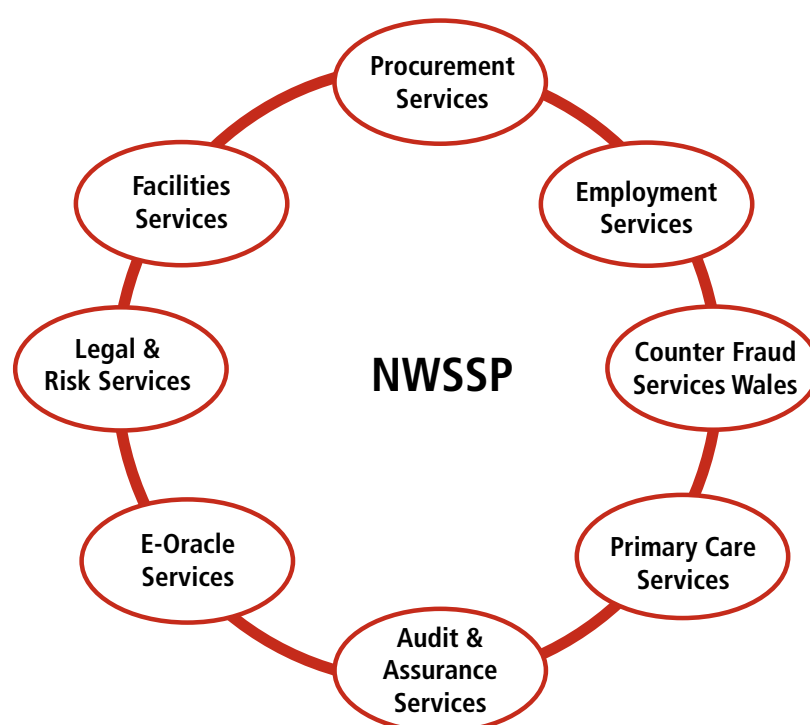 Procurement
Services
Employment
Services
Counter Fraud
Services Wales
Primary Care
Services
Audit &
Assurance
Services
E-Oracle
Services
Legal &
Risk Services
Facilities
Services
NWSSP